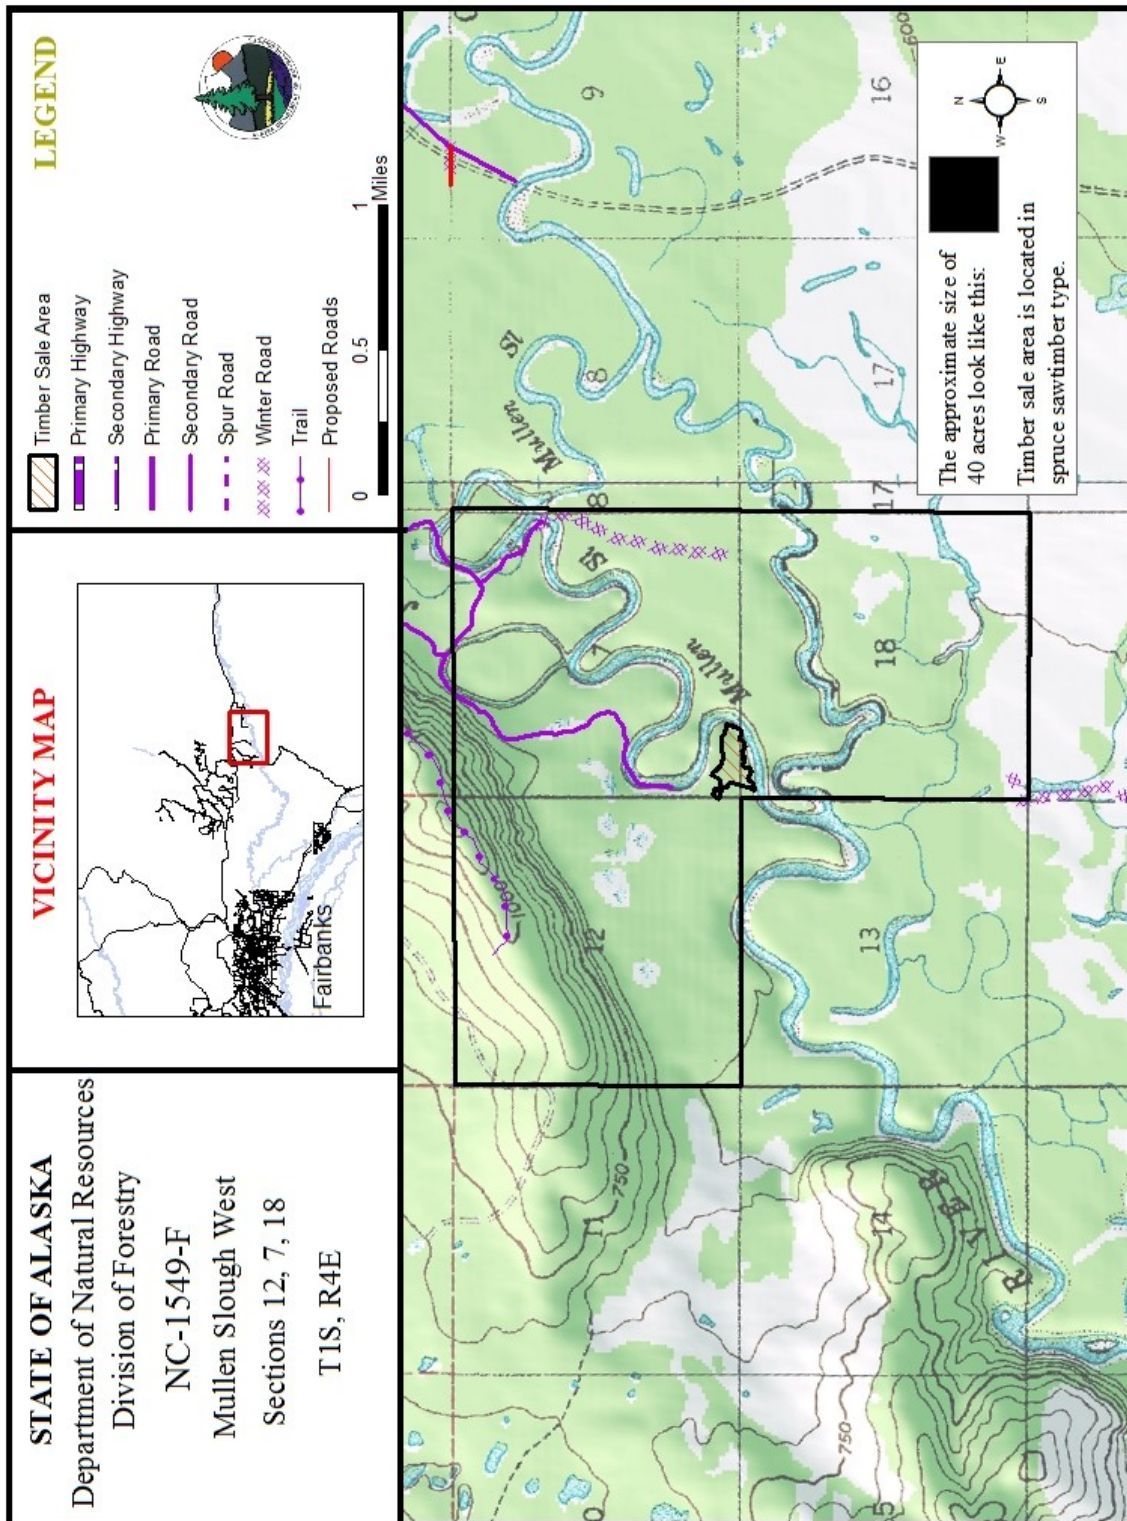 STATE OF ALASKA
Department of Natural Resources
Division of Forestry
NC-1549-F
Mullen Slough West
Sections 12, 7, 18
T1S, R4E
VICINITY MAP
Fairbanks
LEGEND
Timber Sale Area
Primary Highway
Secondary Highway
Primary Road
Secondary Road
Spur Road
Winter Road
Trail
Proposed Roads
0 0.5 1
Miles
1000
12
11
750
14
13
750
RIVER
Mullen
Sl
8
Mullen
Sl
8
9
18
17
17
16
600
The approximate size of
40 acres look like this:
Timber sale area is located in
spruce sawtimber type.
N
W E
S